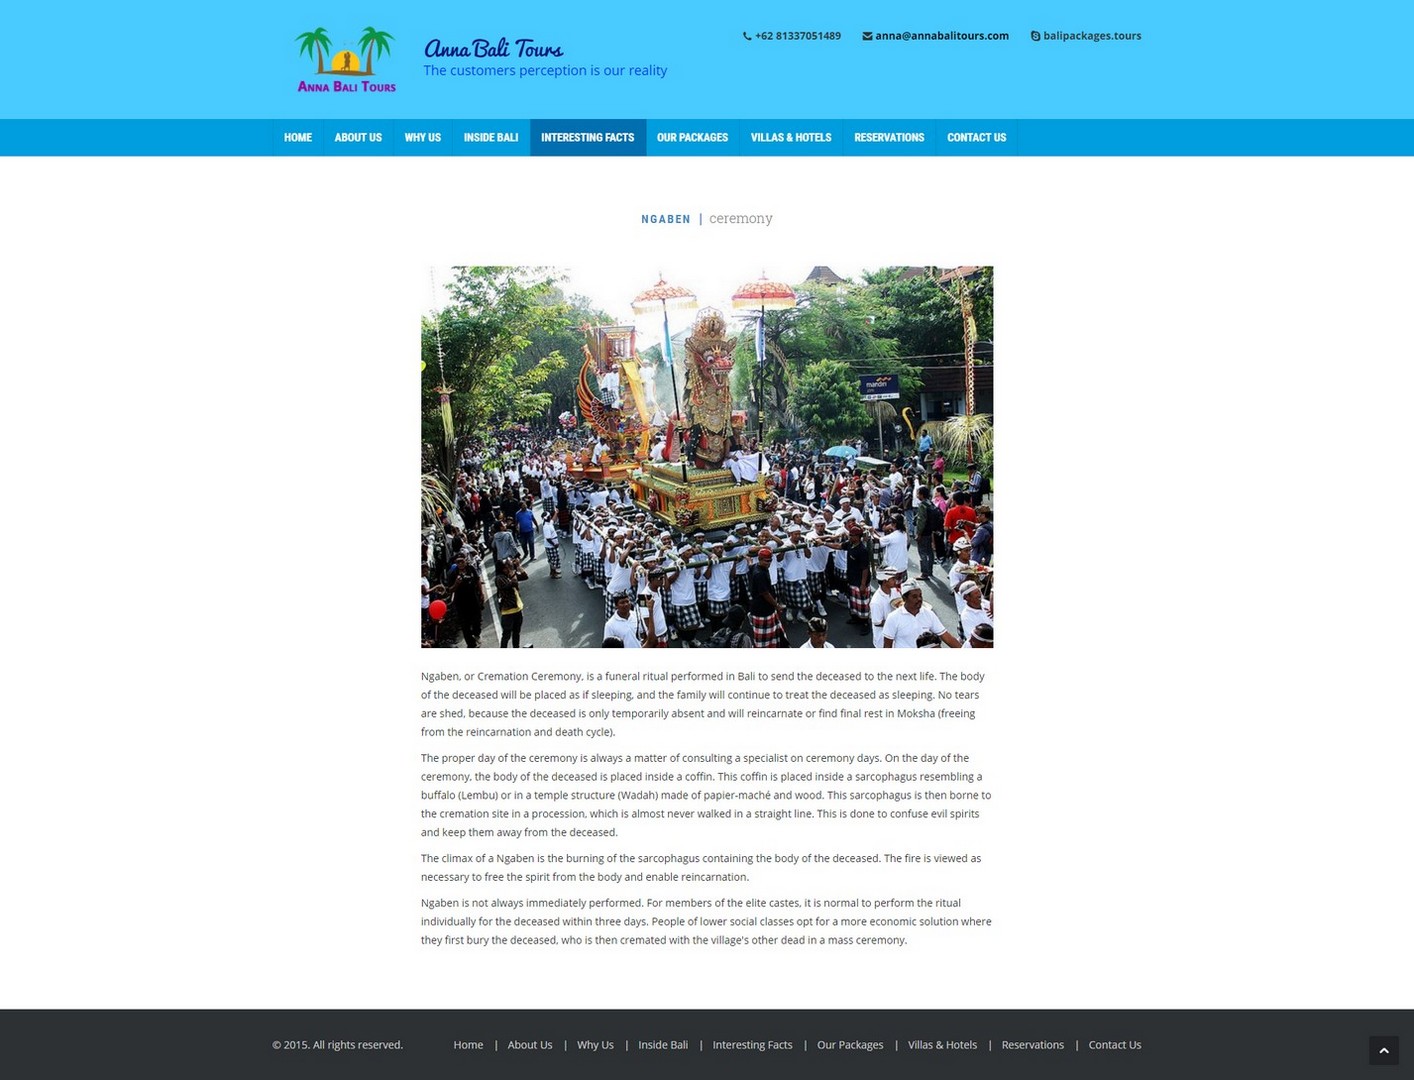 ANNA BALI TOURS
Anna Bali Tours
The customers perception is our reality
+62 81337051489 anna@annabalitours.com balipackages.tours
HOME ABOUT US WHY US INSIDE BALI INTERESTING FACTS OUR PACKAGES VILLAS & HOTELS RESERVATIONS CONTACT US
NGABEN | ceremony
mandiri
Ngaben, or Cremation Ceremony, is a funeral ritual performed in Bali to send the deceased to the next life. The body
of the deceased will be placed as if sleeping, and the family will continue to treat the deceased as sleeping. No tears
are shed, because the deceased is only temporarily absent and will reincarnate or find final rest in Moksha (freeing
from the reincarnation and death cycle).
The proper day of the ceremony is always a matter of consulting a specialist on ceremony days. On the day of the
ceremony, the body of the deceased is placed inside a coffin. This coffin is placed inside a sarcophagus resembling a
buffalo (Lembu) or in a temple structure (Wadah) made of papier-maché and wood. This sarcophagus is then borne to
the cremation site in a procession, which is almost never walked in a straight line. This is done to confuse evil spirits
and keep them away from the deceased.
The climax of a Ngaben is the burning of the sarcophagus containing the body of the deceased. The fire is viewed as
necessary to free the spirit from the body and enable reincarnation.
Ngaben is not always immediately performed. For members of the elite castes, it is normal to perform the ritual
individually for the deceased within three days. People of lower social classes opt for a more economic solution where
they first bury the deceased, who is then cremated with the village's other dead in a mass ceremony.
© 2015. All rights reserved. Home | About Us | Why Us | Inside Bali | Interesting Facts | Our Packages | Villas & Hotels | Reservations | Contact Us